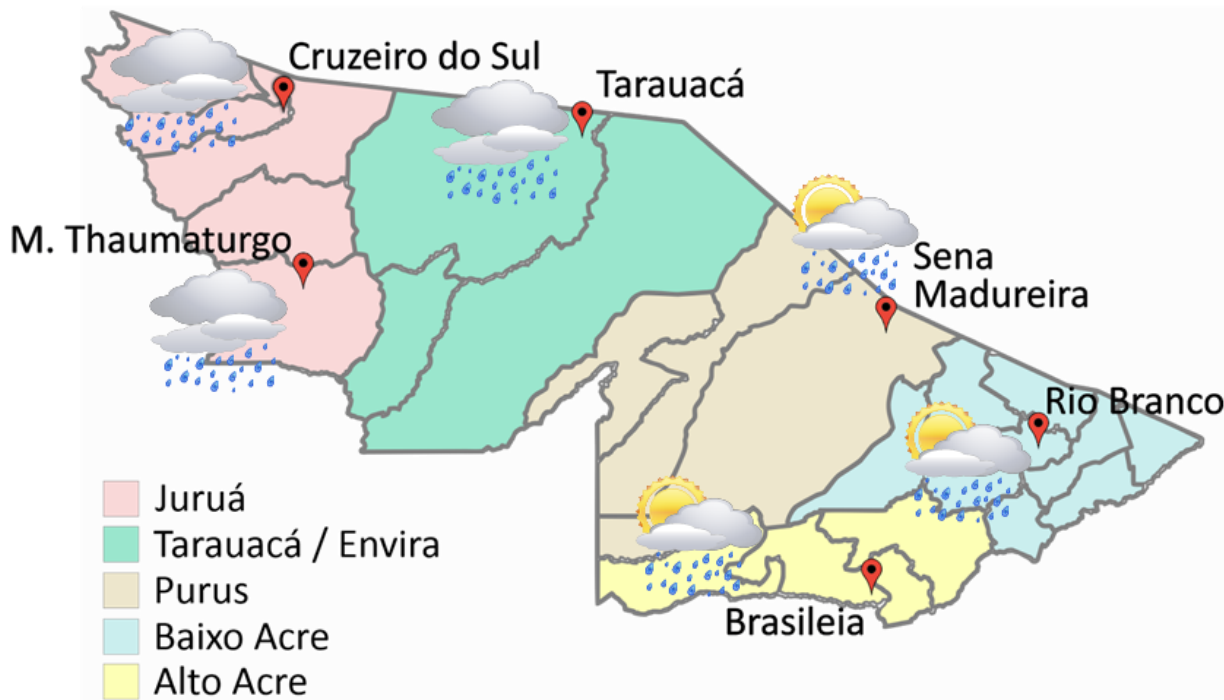 Cruzeiro do Sul
Tarauacá
M. Thaumaturgo
Sena
Madureira
Rio Branco
Brasileia
Juruá
Tarauacá / Envira
Purus
Baixo Acre
Alto Acre